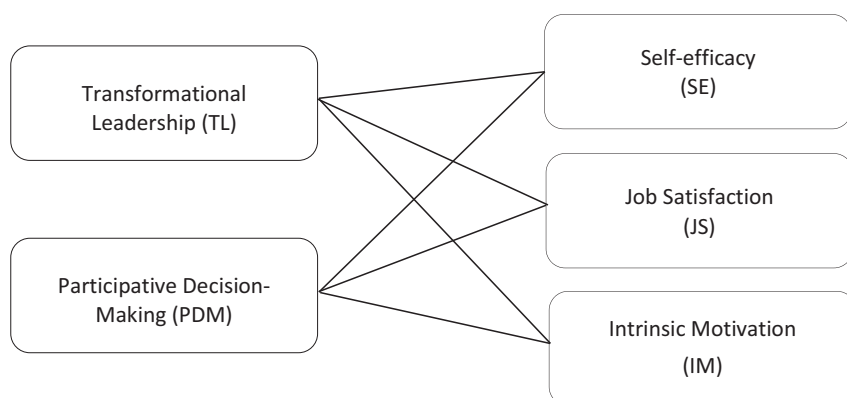 Transformational
Leadership (TL)
Participative Decision-
Making (PDM)
Self-efficacy
(SE)
Job Satisfaction
(JS)
Intrinsic Motivation
(IM)